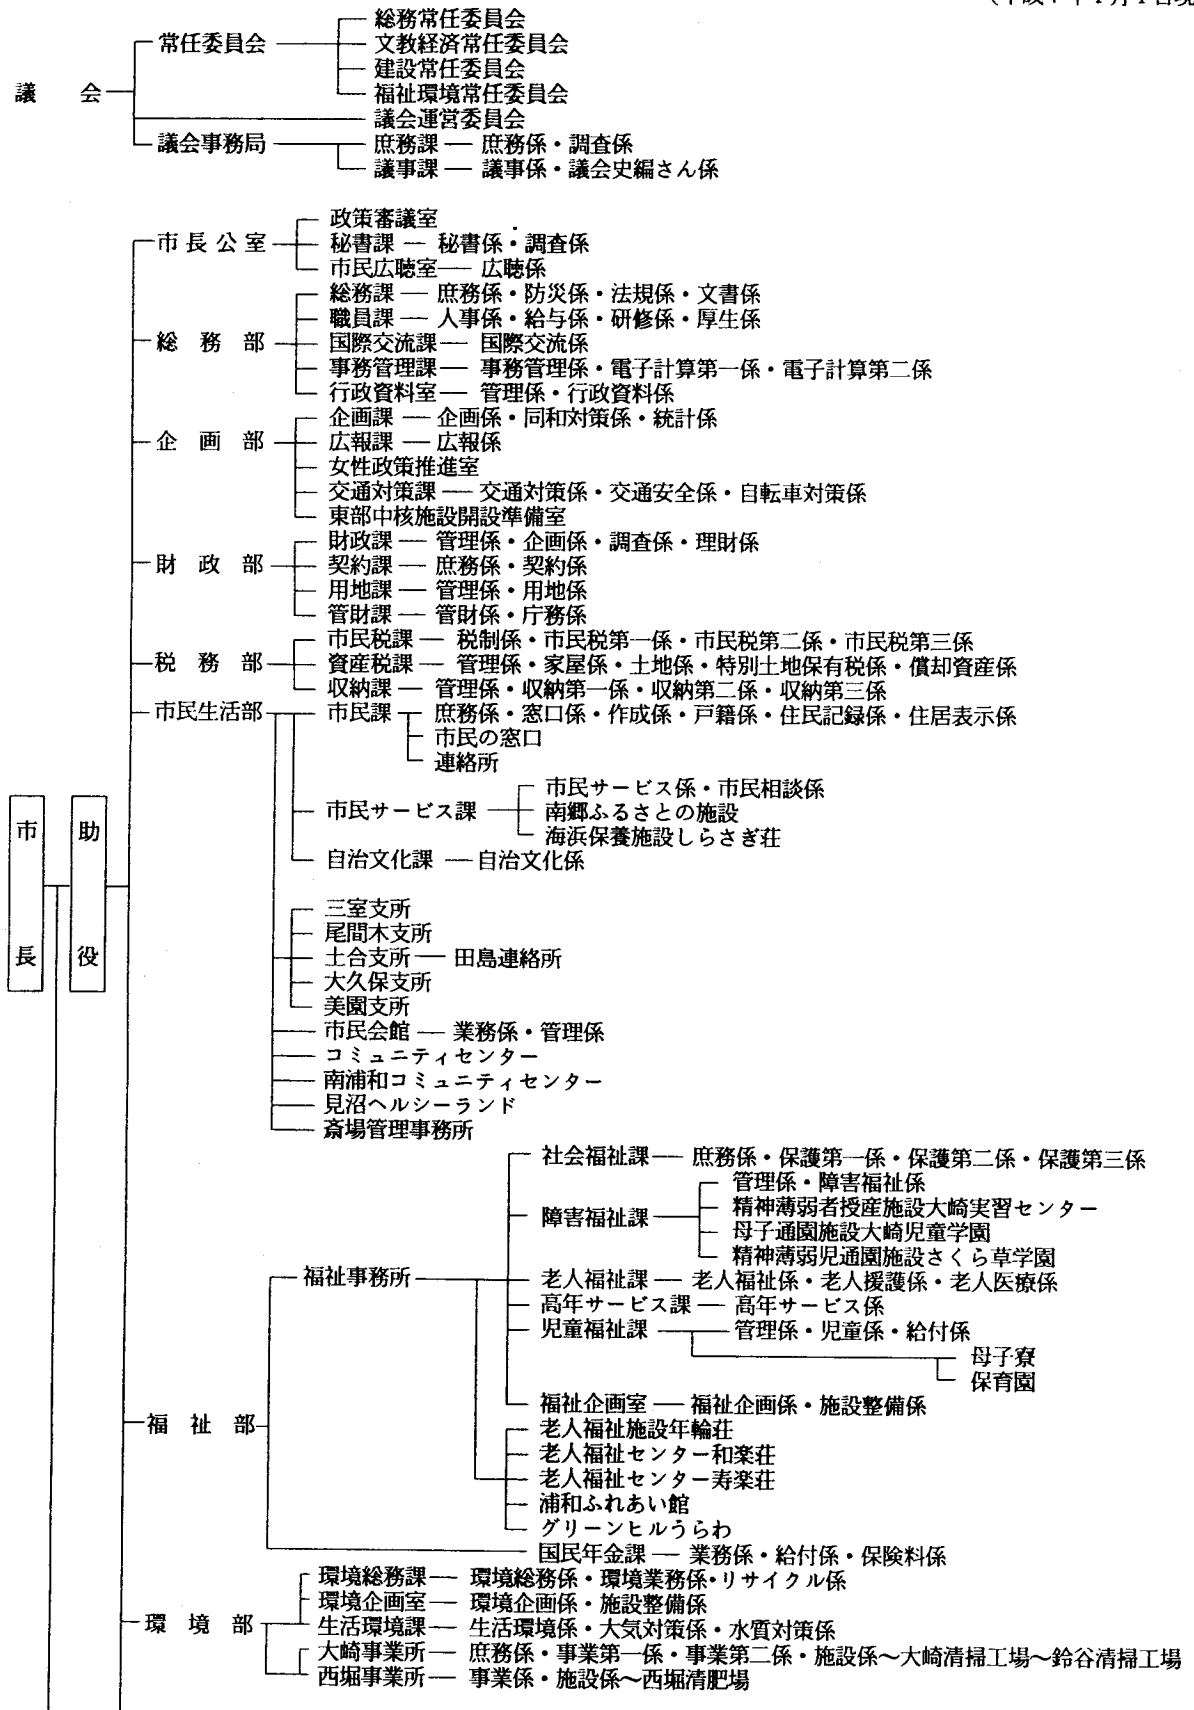 総務常任委員会
常任委員会 文教経済常任委員会
建設常任委員会
議 会 福祉環境常任委員会
議会運営委員会
議会事務局 庶務課 ― 庶務係・調査係
議事課 ― 議事係・議会史編さん係
政策審議室
市長公室 秘書課 ― 秘書係・調査係
市民広聴室 ― 広聴係
総務課 ― 庶務係・防災係・法規係・文書係
職員課 ― 人事係・給与係・研修係・厚生係
総務部 国際交流課 ― 国際交流係
事務管理課 ― 事務管理係・電子計算第一係・電子計算第二係
行政資料室 ― 管理係・行政資料係
企画課 ― 企画係・同和対策係・統計係
企画部 広報課 ― 広報係
女性政策推進室
交通対策課 ― 交通対策係・交通安全係・自転車対策係
東部中核施設開設準備室
財政課 ― 管理係・企画係・調査係・理財係
財政部 契約課 ― 庶務係・契約係
用地課 ― 管理係・用地係
管財課 ― 管財係・庁務係
市民税課 ― 税制係・市民税第一係・市民税第二係・市民税第三係
税務部 資産税課 ― 管理係・家屋係・土地係・特別土地保有税係・償却資産係
収納課 ― 管理係・収納第一係・収納第二係・収納第三係
市民生活部 市民課 庶務係・窓口係・作成係・戸籍係・住民記録係・住居表示係
市民の窓口
連絡所
市民サービス係・市民相談係
市民サービス課 南郷ふるさとの施設
海浜保養施設しらさぎ荘
自治文化課 ― 自治文化係
市長 助役
三室支所
尾間木支所
土合支所 ― 田島連絡所
大久保支所
美園支所
市民会館 ― 業務係・管理係
コミュニティセンター
南浦和コミュニティセンター
見沼ヘルシーランド
斎場管理事務所
社会福祉課 ― 庶務係・保護第一係・保護第二係・保護第三係
管理係・障害福祉係
障害福祉課 精神薄弱者授産施設大崎実習センター
母子通園施設大崎児童学園
精神薄弱児通園施設さくら草学園
福祉事務所 老人福祉課 ― 老人福祉係・老人援護係・老人医療係
高年サービス課 ― 高年サービス係
児童福祉課 管理係・児童係・給付係
母子寮
保育園
福祉企画室 ― 福祉企画係・施設整備係
福祉部 老人福祉施設年輪荘
老人福祉センター和楽荘
老人福祉センター寿楽荘
浦和ふれあい館
グリーンヒルうらわ
国民年金課 ― 業務係・給付係・保険料係
環境総務課 ― 環境総務係・環境業務係・リサイクル係
環境企画室 ― 環境企画係・施設整備係
環境部 生活環境課 ― 生活環境係・大気対策係・水質対策係
大崎事業所 ― 庶務係・事業第一係・事業第二係・施設係～大崎清掃工場～鈴谷清掃工場
西堀事業所 ― 事業係・施設係～西堀清肥場